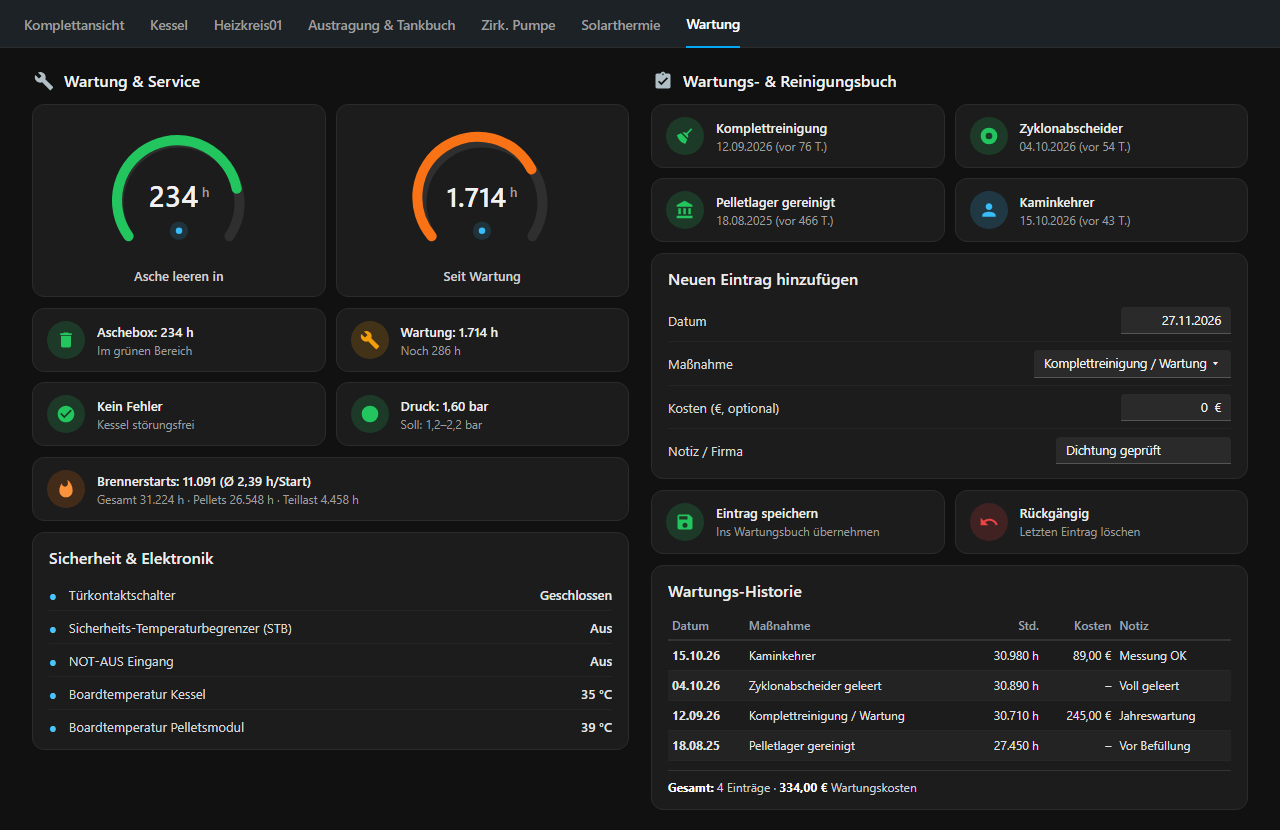 Komplettansicht Kessel Heizkreis01 Austragung & Tankbuch Zirk. Pumpe Solarthermie Wartung
Wartung & Service
234 h
Asche leeren in
1.714 h
Seit Wartung
Aschebox: 234 h
Im grünen Bereich
Wartung: 1.714 h
Noch 286 h
Kein Fehler
Kessel störungsfrei
Druck: 1,60 bar
Soll: 1,2–2,2 bar
Brennerstarts: 11.091 (Ø 2,39 h/Start)
Gesamt 31.224 h · Pellets 26.548 h · Teillast 4.458 h
Sicherheit & Elektronik
Türkontaktschalter Geschlossen
Sicherheits-Temperaturbegrenzer (STB) Aus
NOT-AUS Eingang Aus
Boardtemperatur Kessel 35 °C
Boardtemperatur Pelletsmodul 39 °C
Wartungs- & Reinigungsbuch
Komplettreinigung
12.09.2026 (vor 76 T.)
Zyklonabscheider
04.10.2026 (vor 54 T.)
Pelletlager gereinigt
18.08.2025 (vor 466 T.)
Kaminkehrer
15.10.2026 (vor 43 T.)
Neuen Eintrag hinzufügen
Datum 27.11.2026
Maßnahme Komplettreinigung / Wartung
Kosten (€, optional) 0 €
Notiz / Firma Dichtung geprüft
Eintrag speichern
Ins Wartungsbuch übernehmen
Rückgängig
Letzten Eintrag löschen
Wartungs-Historie
Datum Maßnahme Std. Kosten Notiz
15.10.26 Kaminkehrer 30.980 h 89,00 € Messung OK
04.10.26 Zyklonabscheider geleert 30.890 h – Voll geleert
12.09.26 Komplettreinigung / Wartung 30.710 h 245,00 € Jahreswartung
18.08.25 Pelletlager gereinigt 27.450 h – Vor Befüllung
Gesamt: 4 Einträge · 334,00 € Wartungskosten